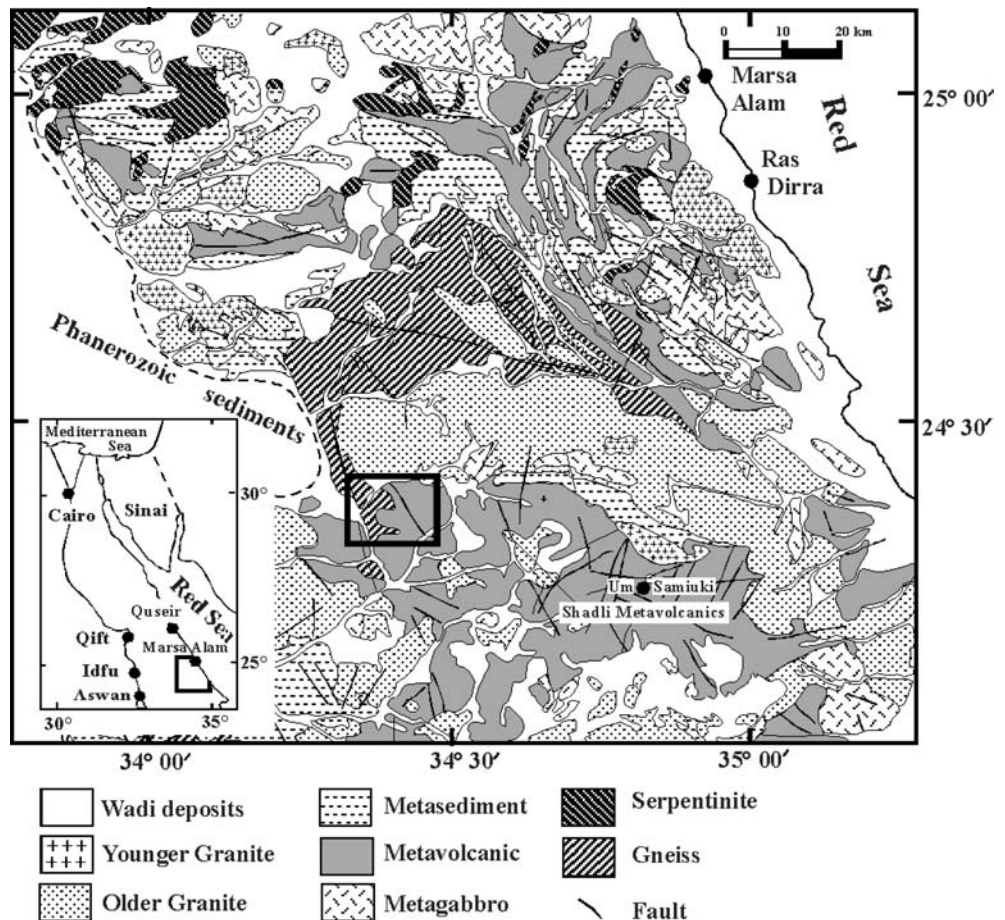 0 10 20 km
Marsa
Alam
Red
Sea
Ras
Dirra
25° 00′
24° 30′
Phanerozoic
sediments
Um Samiuki
Shadli Metavolcanics
Mediterranean
Sea
Cairo
Sinai
30°
Red Sea
Quseir
Qift
Marsa Alam
25°
Idfu
Aswan
30°
35°
34° 00′
34° 30′
35° 00′
Wadi deposits
Younger Granite
Older Granite
Metasediment
Metavolcanic
Metagabbro
Serpentinite
Gneiss
Fault